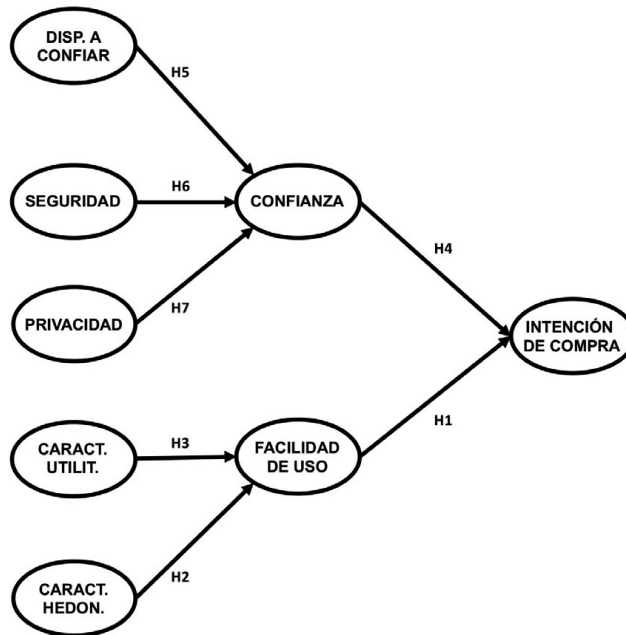 DISP. A
CONFIAR
H5
SEGURIDAD
H6
CONFIANZA
H4
PRIVACIDAD
H7
INTENCIÓN
DE COMPRA
CARACT.
UTILIT.
H3
FACILIDAD
DE USO
H1
CARACT.
HEDON.
H2